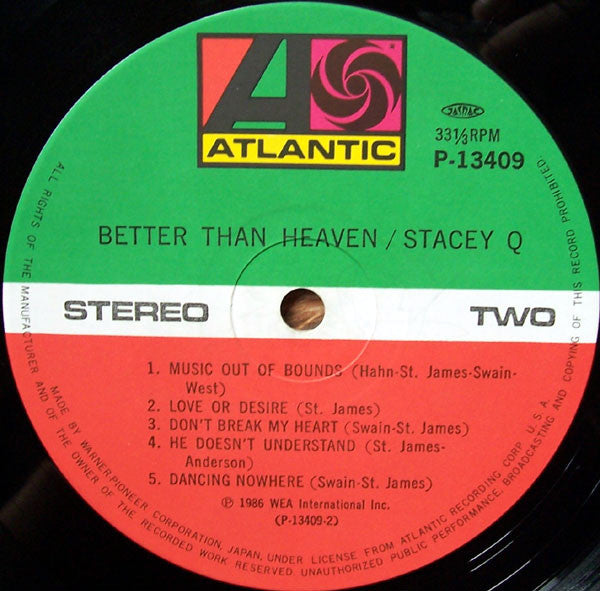 ATLANTIC
JASRAC
33⅓RPM
P-13409
BETTER THAN HEAVEN / STACEY Q
STEREO
TWO
1. MUSIC OUT OF BOUNDS (Hahn-St. James-Swain-
West)
2. LOVE OR DESIRE (St. James)
3. DON'T BREAK MY HEART (Swain-St. James)
4. HE DOESN'T UNDERSTAND (St. James-
Anderson)
5. DANCING NOWHERE (Swain-St. James)
℗ 1986 WEA International Inc.
(P-13409-2)
MADE BY WARNER-PIONEER CORPORATION, JAPAN, UNDER LICENSE FROM ATLANTIC RECORDING CORP. U.S.A.
ALL RIGHTS OF THE MANUFACTURER AND OF THE OWNER OF THE RECORDED WORK RESERVED UNAUTHORIZED PUBLIC PERFORMANCE, BROADCASTING AND COPYING OF THS RECORD PROHIBITED.